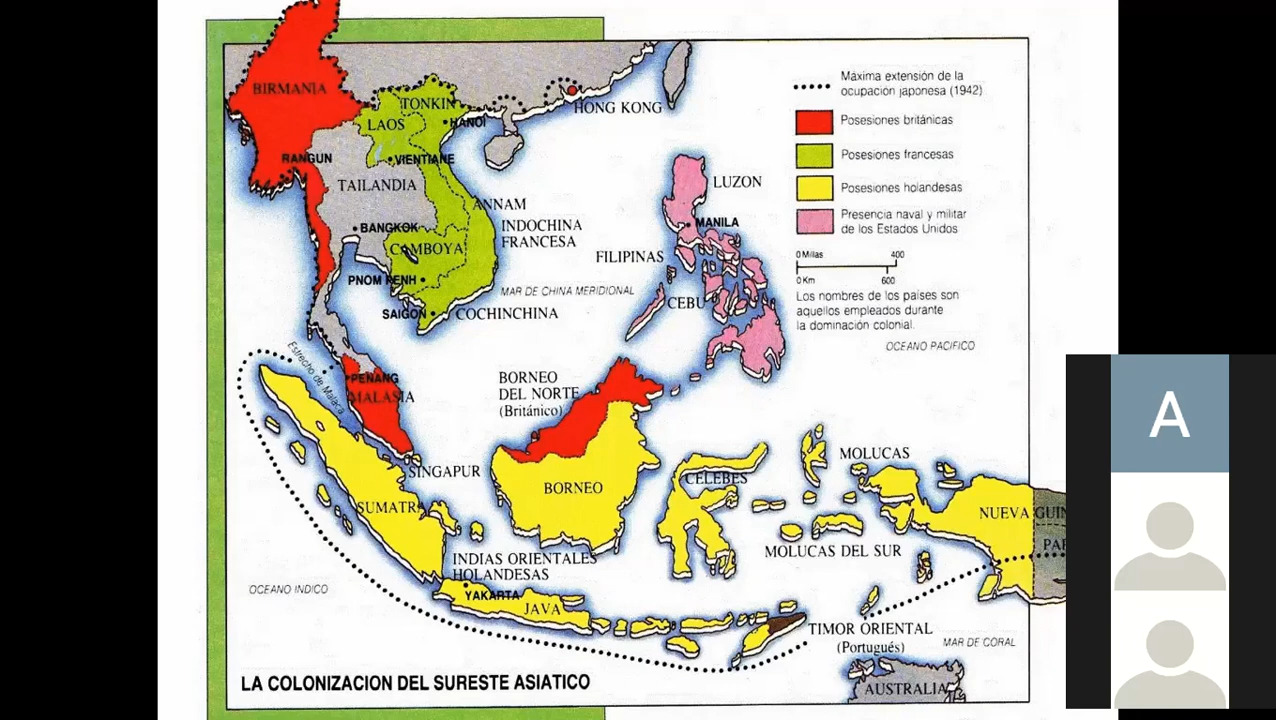 BIRMANIA
TONKIN
LAOS
HANOI
HONG KONG
RANGUN
VIENTIANE
TAILANDIA
ANNAM
BANGKOK
INDOCHINA
FRANCESA
CAMBOYA
PNOM PENH
MAR DE CHINA MERIDIONAL
SAIGON
COCHINCHINA
LUZON
MANILA
FILIPINAS
CEBU
Máxima extensión de la
ocupación japonesa (1942)
Posesiones británicas
Posesiones francesas
Posesiones holandesas
Presencia naval y militar
de los Estados Unidos
0 Millas 400
0 Km 600
Los nombres de los paises son
aquellos empleados durante
la dominación colonial.
OCEANO PACIFICO
Estrecho de Malaca
PENANG
MALASIA
BORNEO
DEL NORTE
(Británico)
SINGAPUR
SUMATRA
BORNEO
CELEBES
MOLUCAS
NUEVA GUIN
PAP
MOLUCAS DEL SUR
INDIAS ORIENTALES
HOLANDESAS
OCEANO INDICO
YAKARTA
JAVA
TIMOR ORIENTAL
(Portugués)
MAR DE CORAL
AUSTRALIA
LA COLONIZACION DEL SURESTE ASIATICO
A